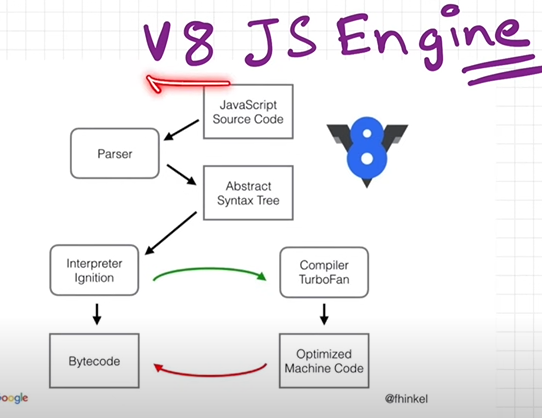 V8 JS Engine
JavaScript
Source Code
Parser
Abstract
Syntax Tree
Interpreter
Ignition
Compiler
TurboFan
Bytecode
Optimized
Machine Code
oogle
@fhinkel